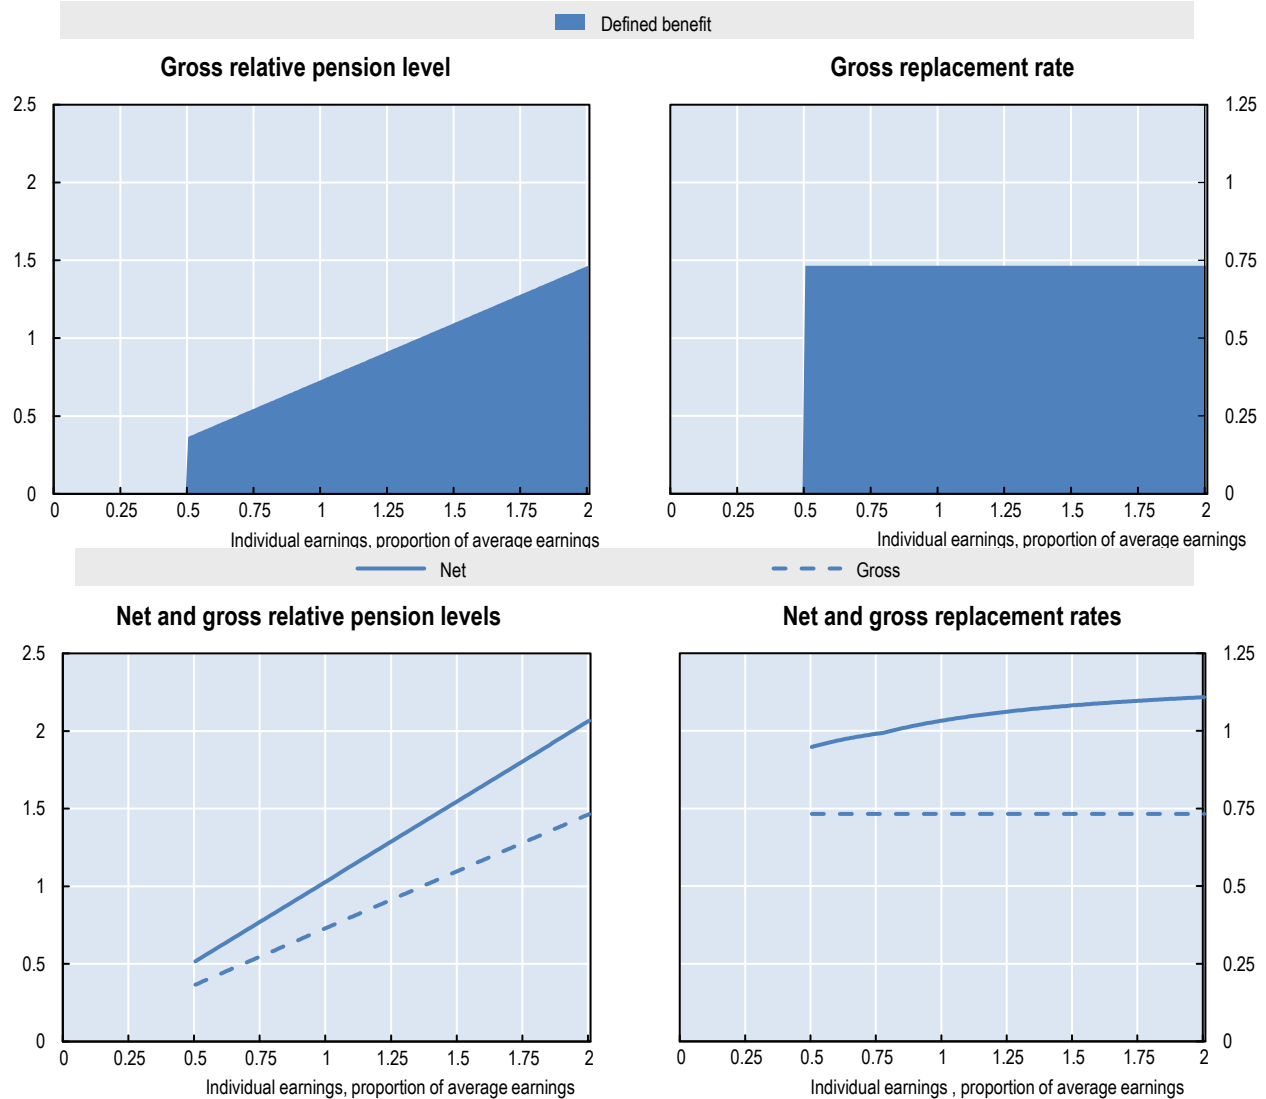 Defined benefit
Gross relative pension level
2.5
2
1.5
1
0.5
0
0 0.25 0.5 0.75 1 1.25 1.5 1.75 2
Individual earnings, proportion of average earnings
Gross replacement rate
1.25
1
0.75
0.5
0.25
0
0 0.25 0.5 0.75 1 1.25 1.5 1.75 2
Individual earnings, proportion of average earnings
Net Gross
Net and gross relative pension levels
2.5
2
1.5
1
0.5
0
0 0.25 0.5 0.75 1 1.25 1.5 1.75 2
Individual earnings, proportion of average earnings
Net and gross replacement rates
1.25
1
0.75
0.5
0.25
0
0 0.25 0.5 0.75 1 1.25 1.5 1.75 2
Individual earnings , proportion of average earnings